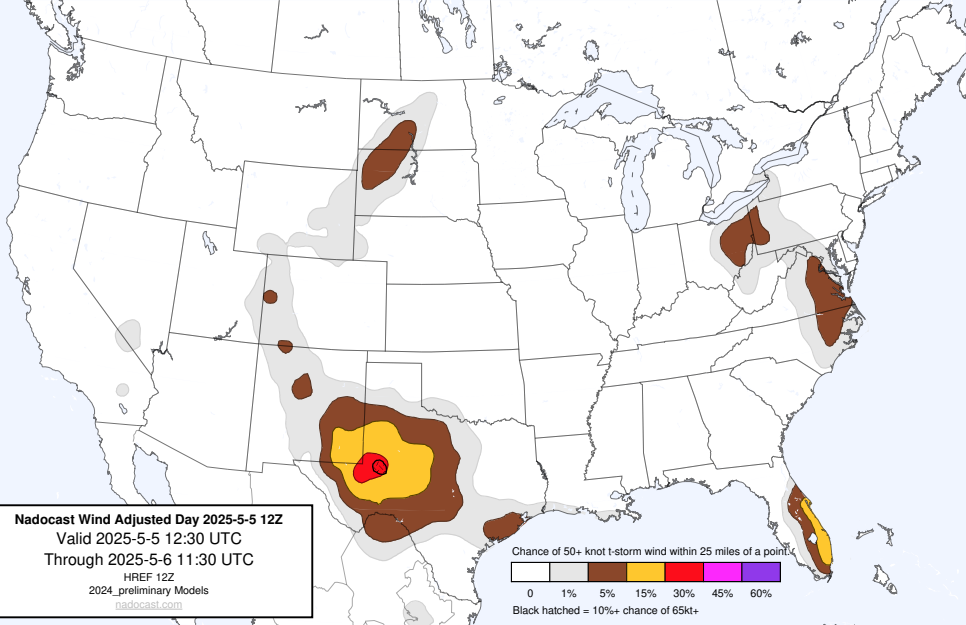 Nadocast Wind Adjusted Day 2025-5-5 12Z
Valid 2025-5-5 12:30 UTC
Through 2025-5-6 11:30 UTC
HREF 12Z
2024_preliminary Models
nadocast.com
Chance of 50+ knot t-storm wind within 25 miles of a point.
0 1% 5% 15% 30% 45% 60%
Black hatched = 10%+ chance of 65kt+